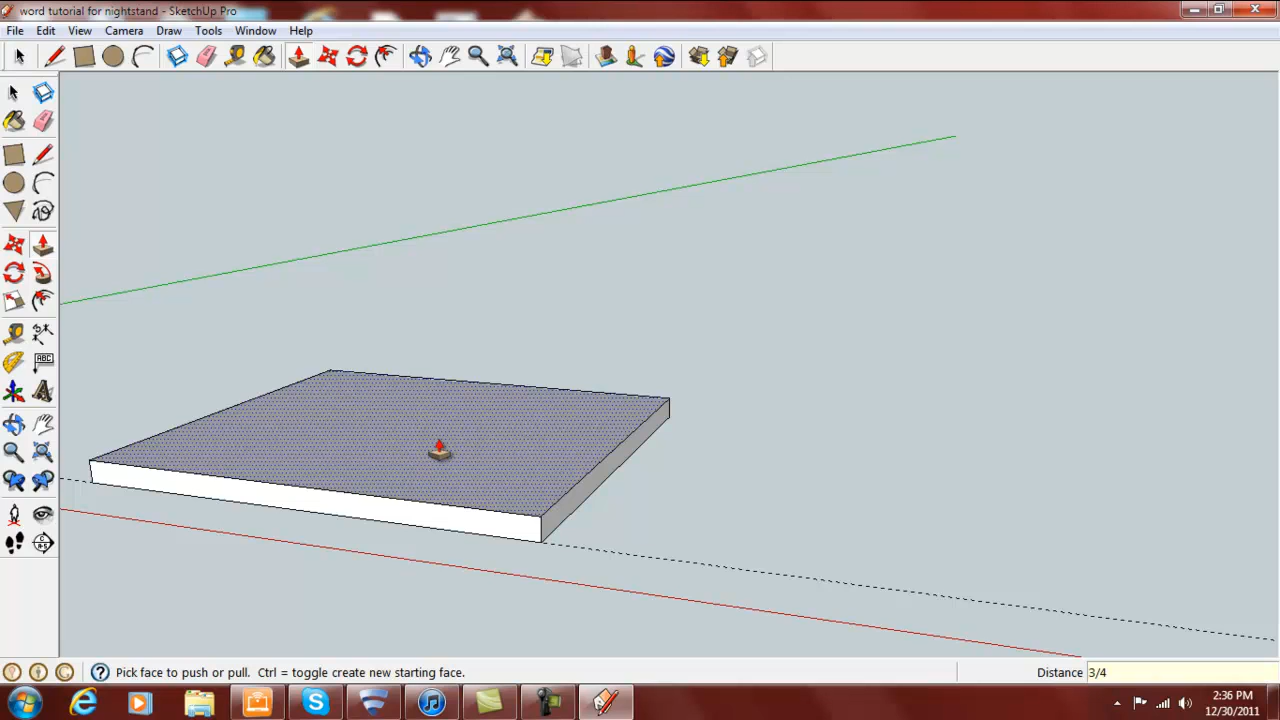 word tutorial for nightstand - SketchUp Pro
File Edit View Camera Draw Tools Window Help
ABC
Pick face to push or pull. Ctrl = toggle create new starting face.
Distance 3/4
2:36 PM
12/30/2011